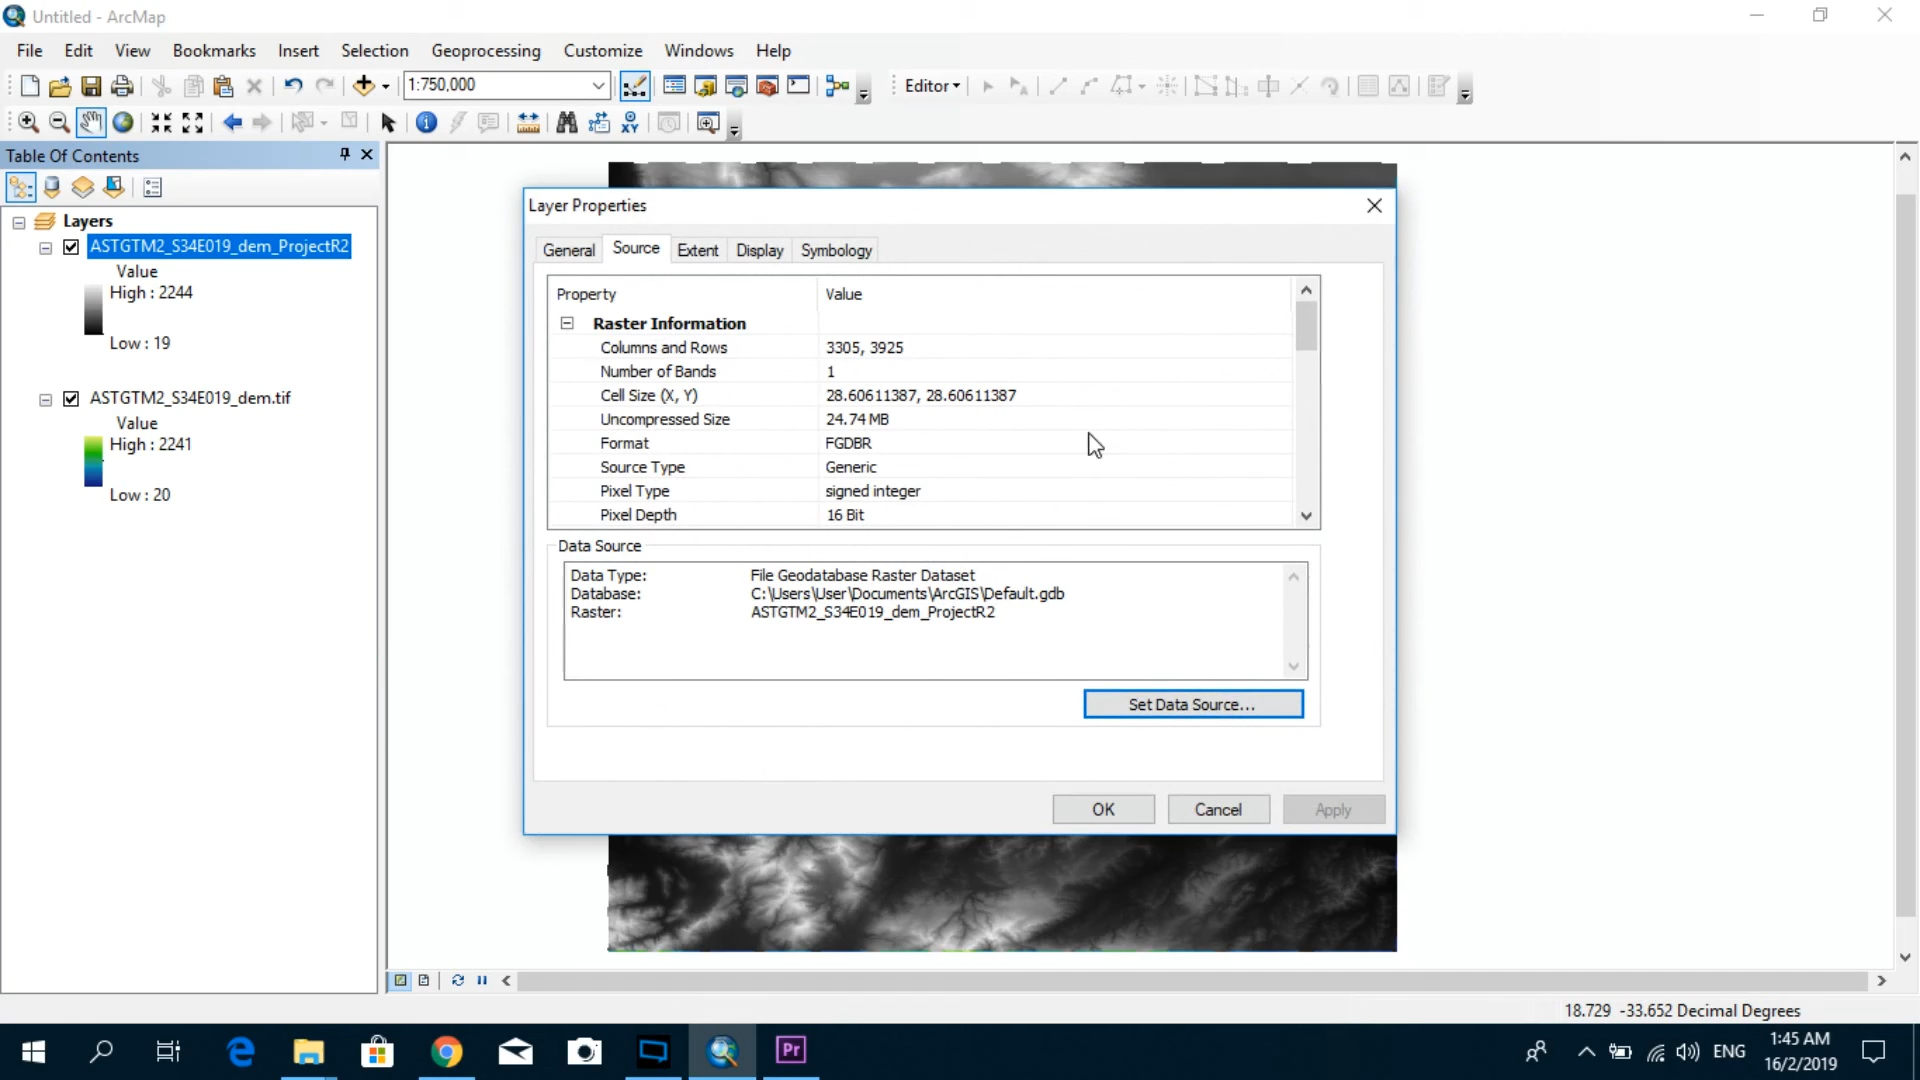 Untitled - ArcMap
File Edit View Bookmarks Insert Selection Geoprocessing Customize Windows Help
1:750,000 Editor
Table Of Contents
Layers
ASTGTM2_S34E019_dem_ProjectR2
Value
High : 2244
Low : 19
ASTGTM2_S34E019_dem.tif
Value
High : 2241
Low : 20
Layer Properties
General Source Extent Display Symbology
Property Value
Raster Information
Columns and Rows 3305, 3925
Number of Bands 1
Cell Size (X, Y) 28.60611387, 28.60611387
Uncompressed Size 24.74 MB
Format FGDBR
Source Type Generic
Pixel Type signed integer
Pixel Depth 16 Bit
Data Source
Data Type: File Geodatabase Raster Dataset
Database: C:\Users\User\Documents\ArcGIS\Default.gdb
Raster: ASTGTM2_S34E019_dem_ProjectR2
Set Data Source...
OK Cancel Apply
18.729 -33.652 Decimal Degrees
Pr
ENG
1:45 AM
16/2/2019